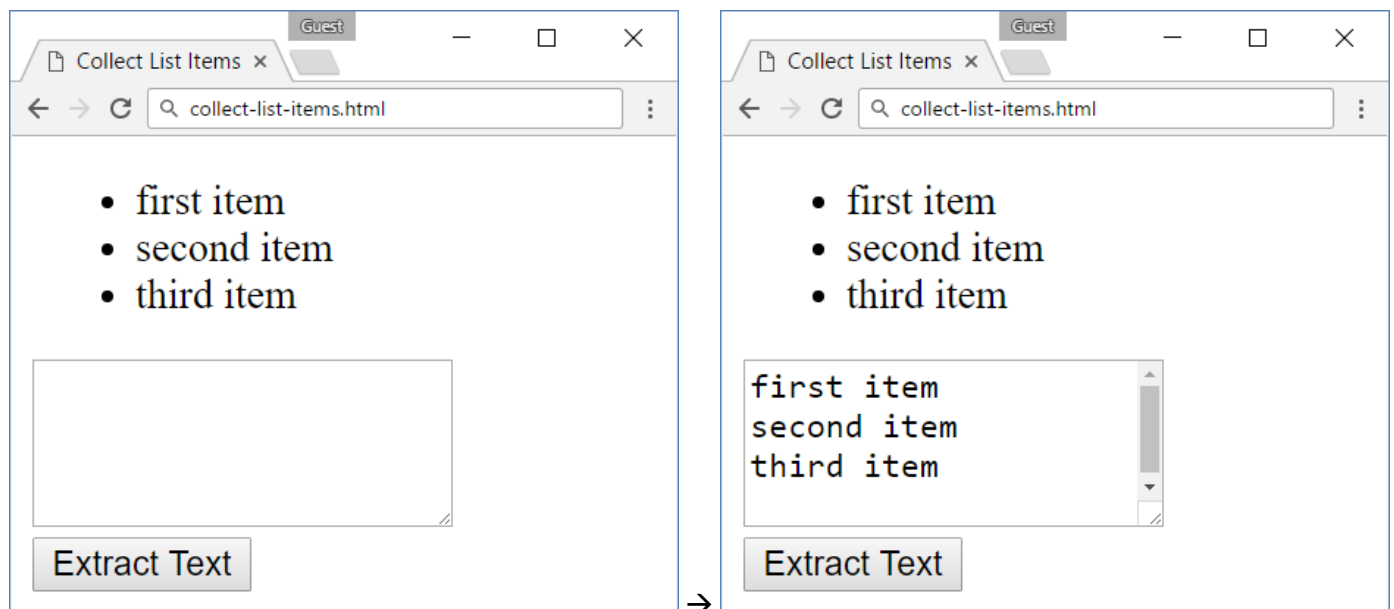 Guest
Collect List Items
collect-list-items.html
• first item
• second item
• third item
Extract Text
→
Guest
Collect List Items
collect-list-items.html
• first item
• second item
• third item
first item
second item
third item
Extract Text